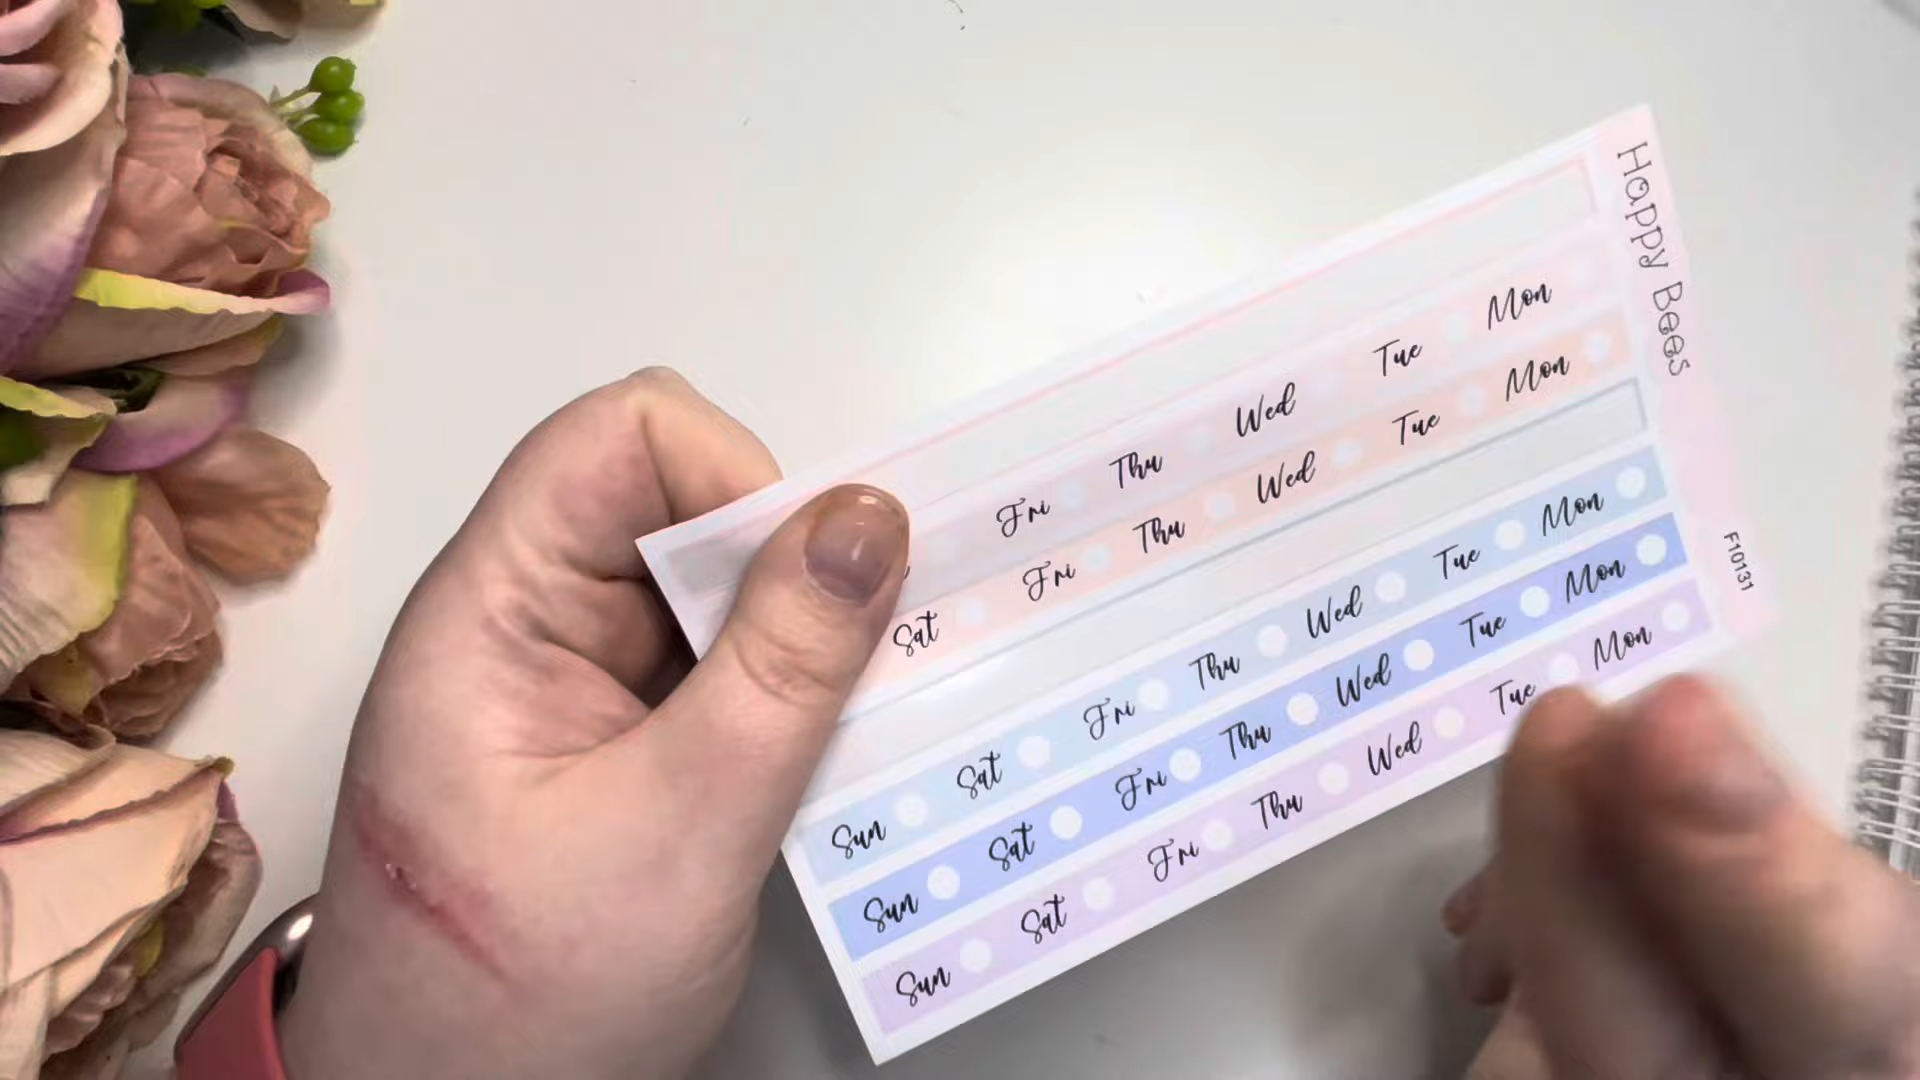 Happy Bees
F10131
Fri Thu Wed Tue Mon
Sat Fri Thu Wed Tue Mon
Sun Sat Fri Thu Wed Tue Mon
Sun Sat Fri Thu Wed Tue Mon
Sun Sat Fri Thu Wed Tue Mon